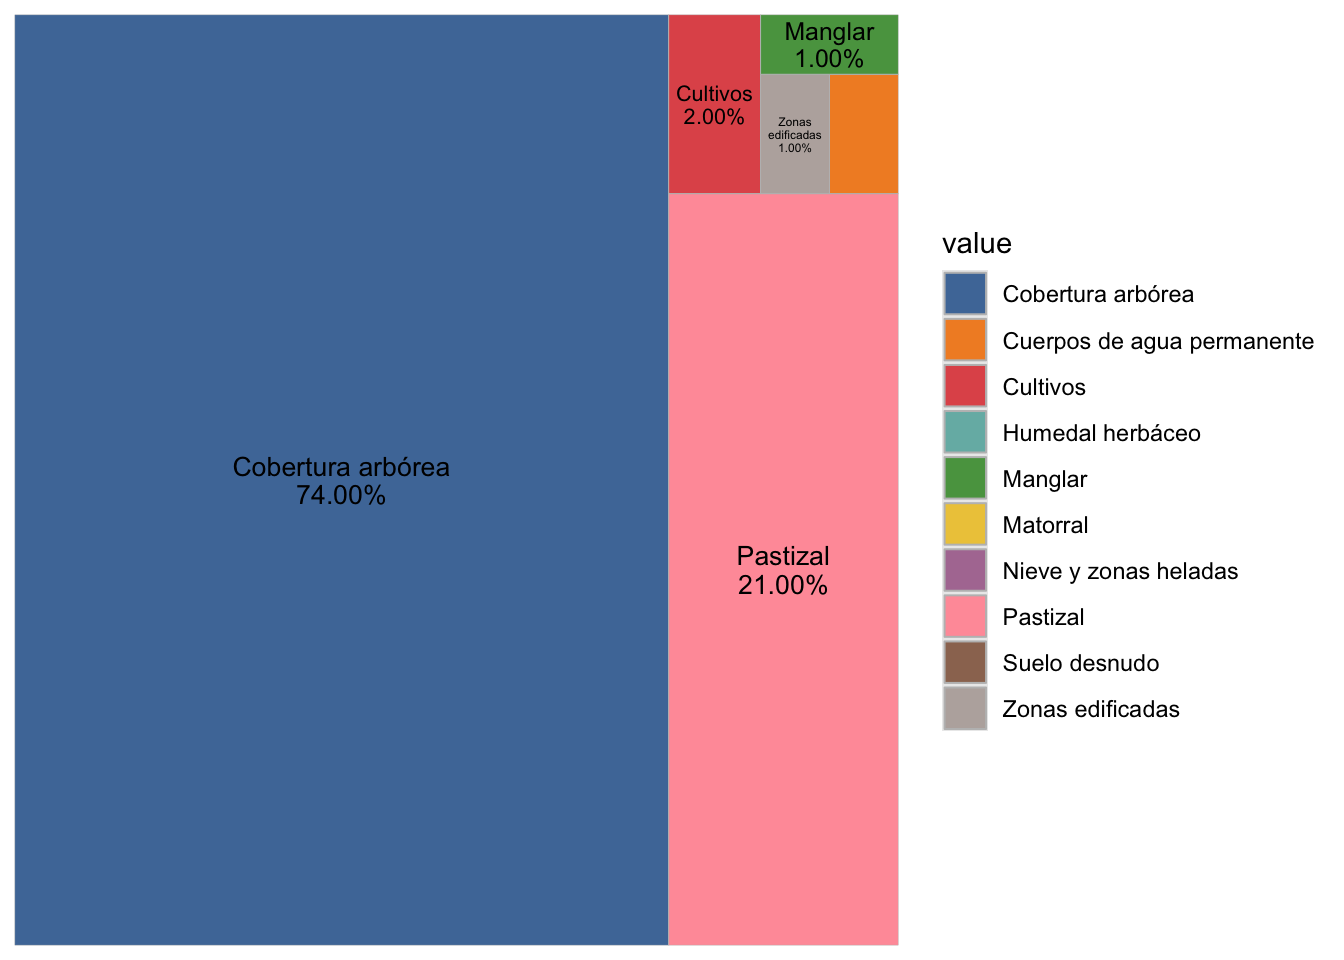 Manglar
1.00%
Cultivos
2.00%
Zonas
edificadas
1.00%
Cobertura arbórea
74.00%
Pastizal
21.00%
value
Cobertura arbórea
Cuerpos de agua permanente
Cultivos
Humedal herbáceo
Manglar
Matorral
Nieve y zonas heladas
Pastizal
Suelo desnudo
Zonas edificadas